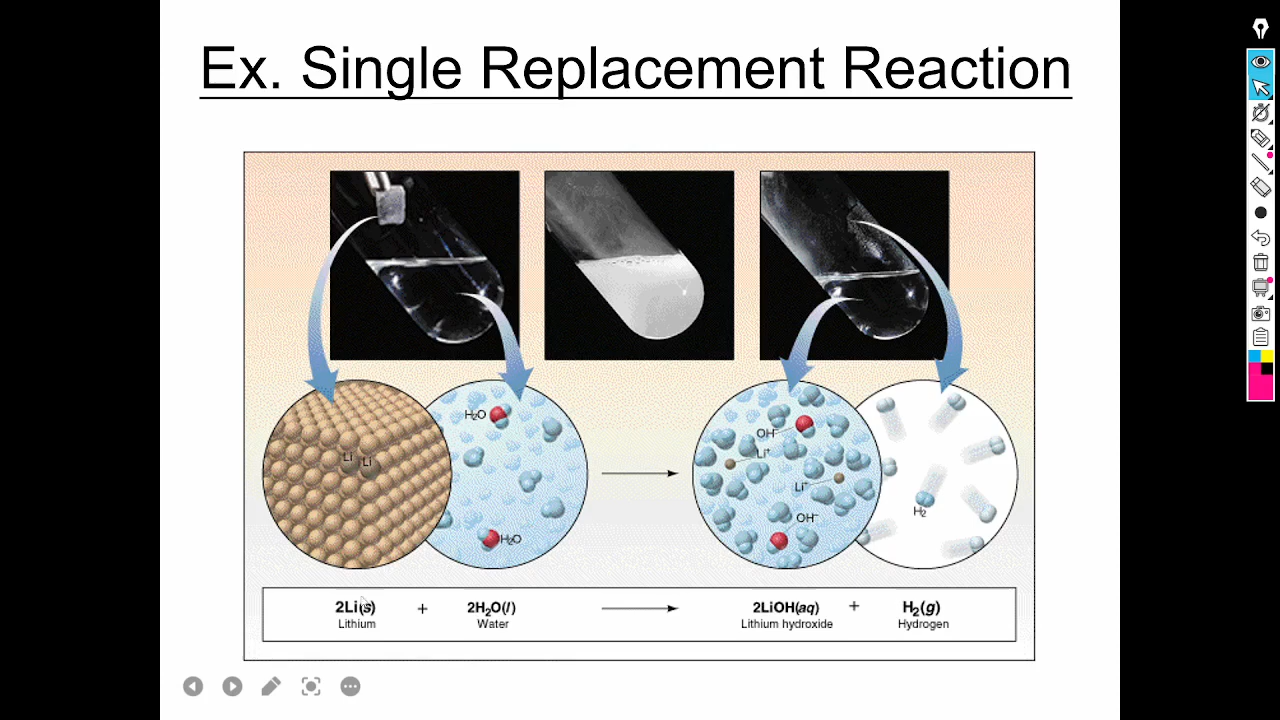 Ex. Single Replacement Reaction
H₂O
Li Li
H₂O
OH⁻
Li⁺
Li⁺
OH⁻
H₂
2Li(s) + 2H₂O(l) → 2LiOH(aq) + H₂(g)
Lithium Water Lithium hydroxide Hydrogen